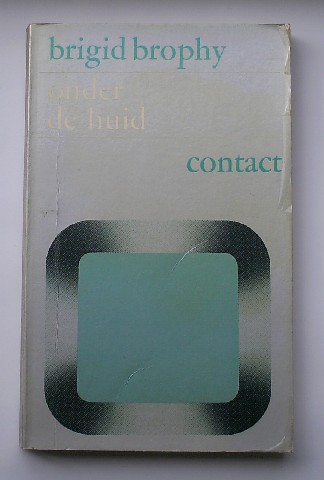 brigid brophy
onder
de huid
contact